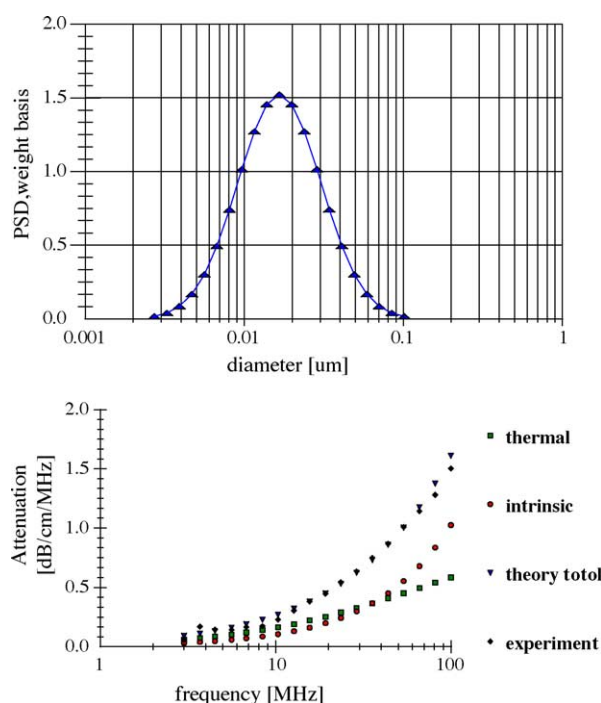 2.0
1.5
1.0
0.5
0.0
PSD,weight basis
0.001
0.01
0.1
1
diameter [um]
2.0
1.5
1.0
0.5
0.0
Attenuation
[dB/cm/MHz]
1
10
100
frequency [MHz]
thermal
intrinsic
theory totol
experiment